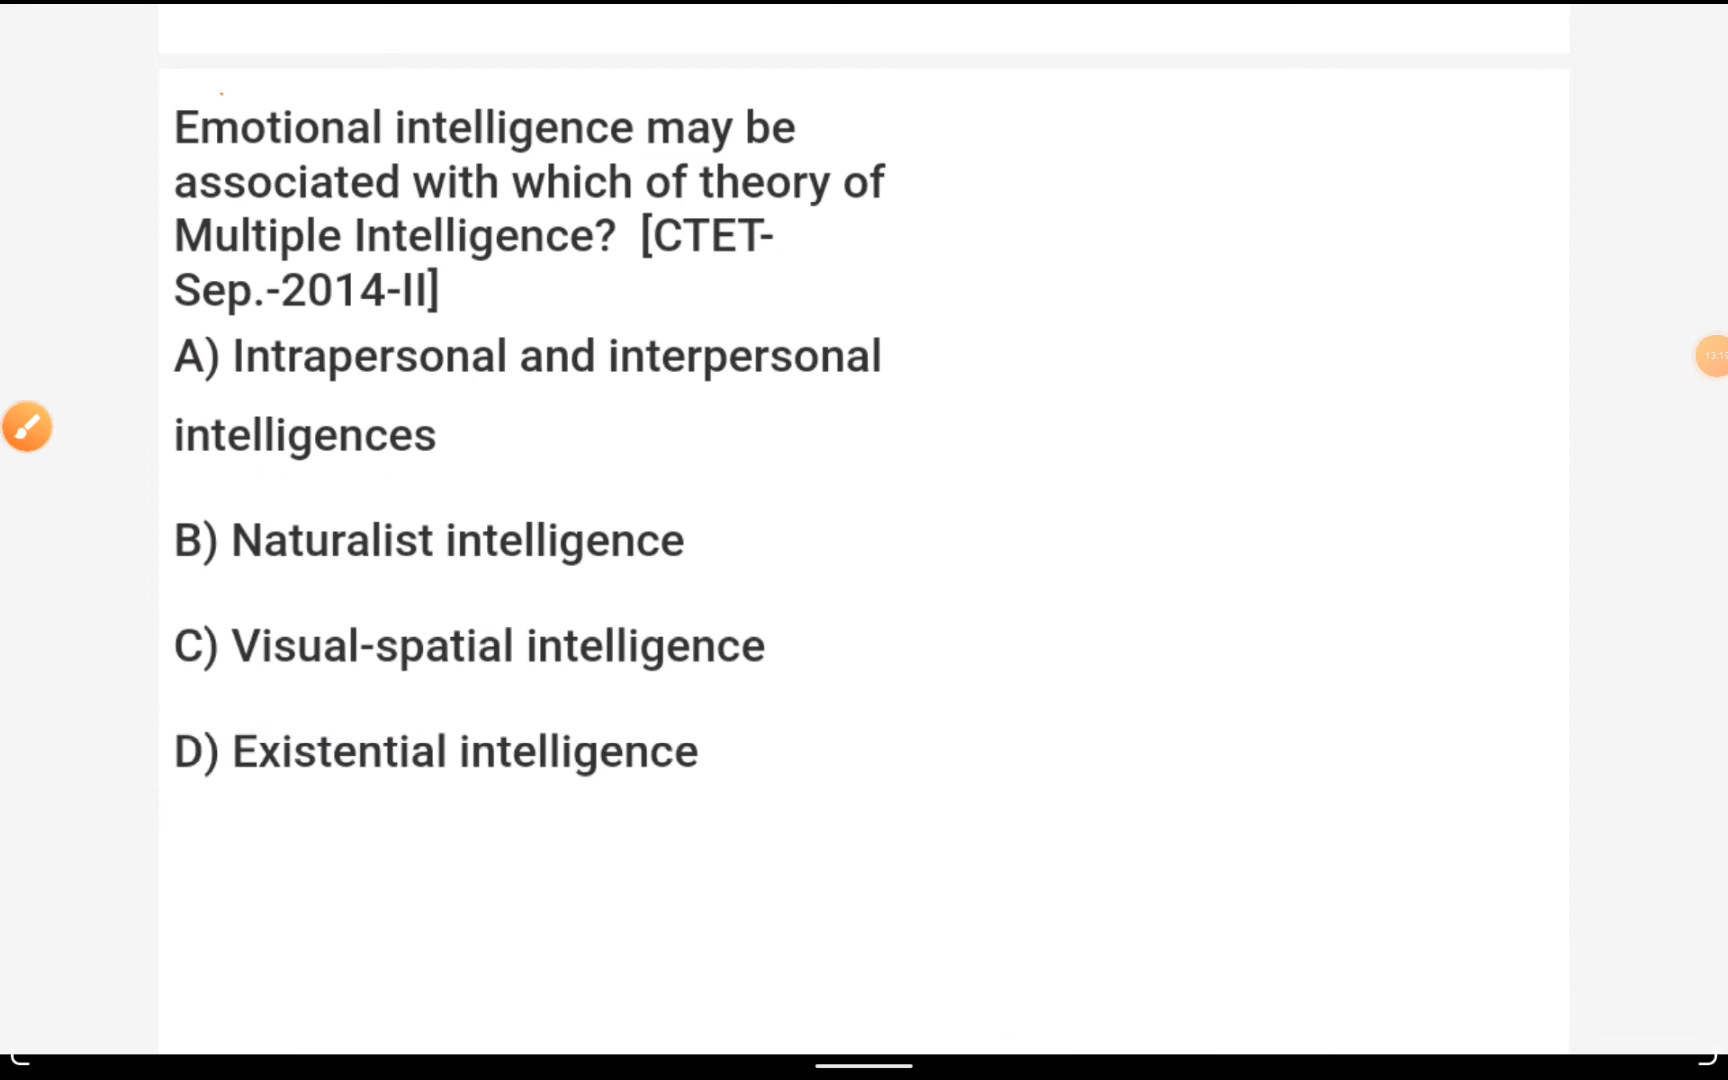 Emotional intelligence may be
associated with which of theory of
Multiple Intelligence?  [CTET-
Sep.-2014-II]
A) Intrapersonal and interpersonal
intelligences
B) Naturalist intelligence
C) Visual-spatial intelligence
D) Existential intelligence